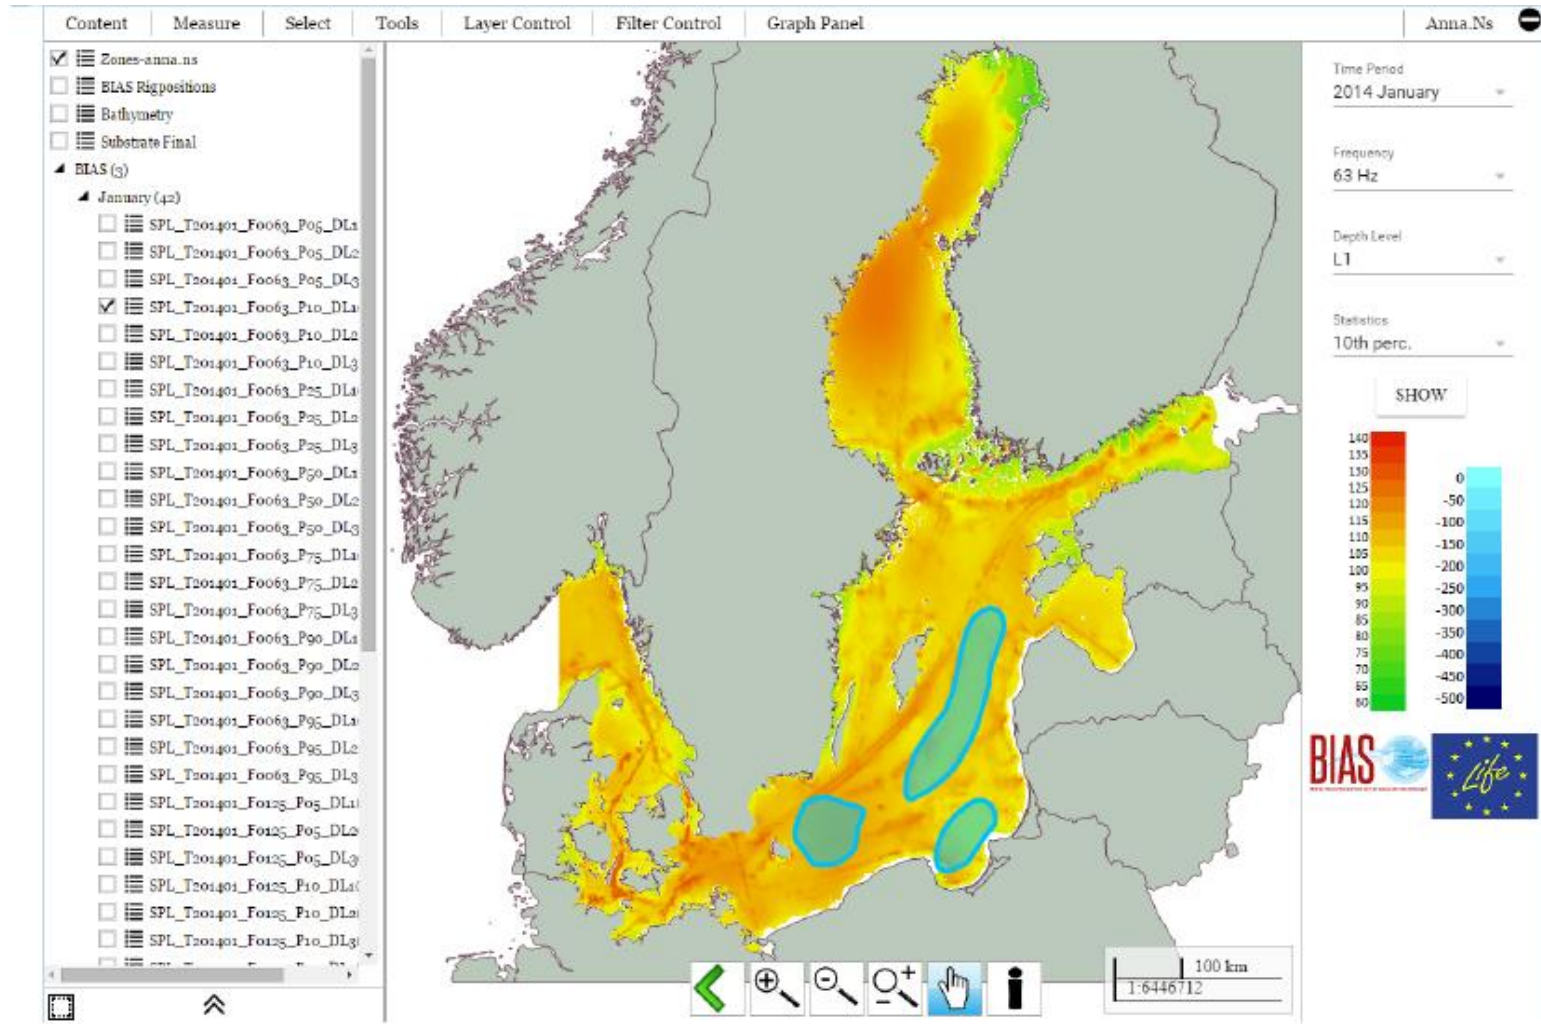 Content Measure Select Tools Layer Control Filter Control Graph Panel Anna.Ns
Zones-anna.ns
BIAS Rigpositions
Bathymetry
Substrate Final
BIAS (3)
January (42)
SPL_T201401_F0063_P05_DL1
SPL_T201401_F0063_P05_DL2
SPL_T201401_F0063_P05_DL3
SPL_T201401_F0063_P10_DL1
SPL_T201401_F0063_P10_DL2
SPL_T201401_F0063_P10_DL3
SPL_T201401_F0063_P25_DL1
SPL_T201401_F0063_P25_DL2
SPL_T201401_F0063_P25_DL3
SPL_T201401_F0063_P50_DL1
SPL_T201401_F0063_P50_DL2
SPL_T201401_F0063_P50_DL3
SPL_T201401_F0063_P75_DL1
SPL_T201401_F0063_P75_DL2
SPL_T201401_F0063_P75_DL3
SPL_T201401_F0063_P90_DL1
SPL_T201401_F0063_P90_DL2
SPL_T201401_F0063_P90_DL3
SPL_T201401_F0063_P95_DL1
SPL_T201401_F0063_P95_DL2
SPL_T201401_F0063_P95_DL3
SPL_T201401_F0125_P05_DL1
SPL_T201401_F0125_P05_DL2
SPL_T201401_F0125_P05_DL3
SPL_T201401_F0125_P10_DL1
SPL_T201401_F0125_P10_DL2
SPL_T201401_F0125_P10_DL3
100 km
1:6446712
Time Period
2014 January
Frequency
63 Hz
Depth Level
L1
Statistics
10th perc.
SHOW
140
135
130
125
120
115
110
105
100
95
90
85
80
75
70
65
60
0
-50
-100
-150
-200
-250
-300
-350
-400
-450
-500
BIAS
Life